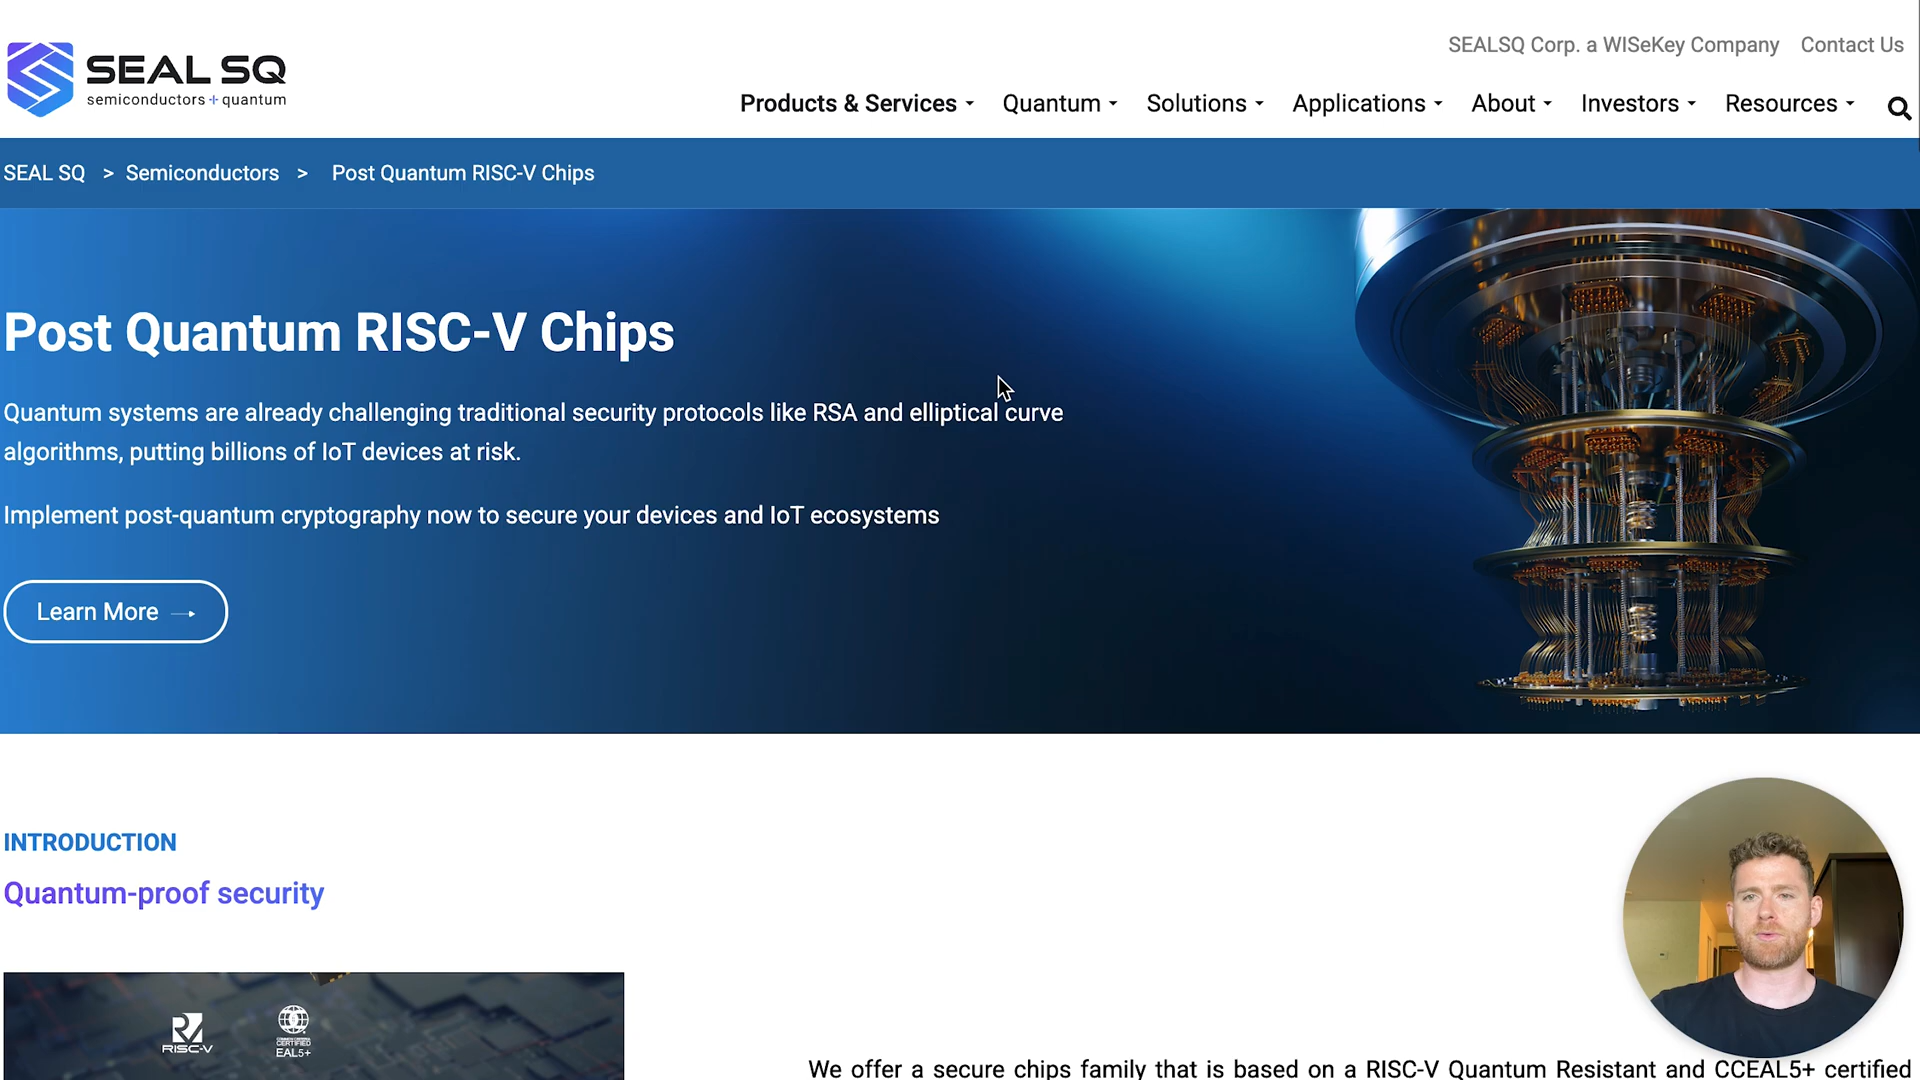 SEALSQ Corp. a WISeKey Company Contact Us
SEAL SQ
semiconductors + quantum
Products & Services Quantum Solutions Applications About Investors Resources
SEAL SQ > Semiconductors > Post Quantum RISC-V Chips
Post Quantum RISC-V Chips
Quantum systems are already challenging traditional security protocols like RSA and elliptical curve
algorithms, putting billions of IoT devices at risk.
Implement post-quantum cryptography now to secure your devices and IoT ecosystems
Learn More →
INTRODUCTION
Quantum-proof security
RISC-V
CERTIFIED
EAL5+
We offer a secure chips family that is based on a RISC-V Quantum Resistant and CCEAL5+ certified